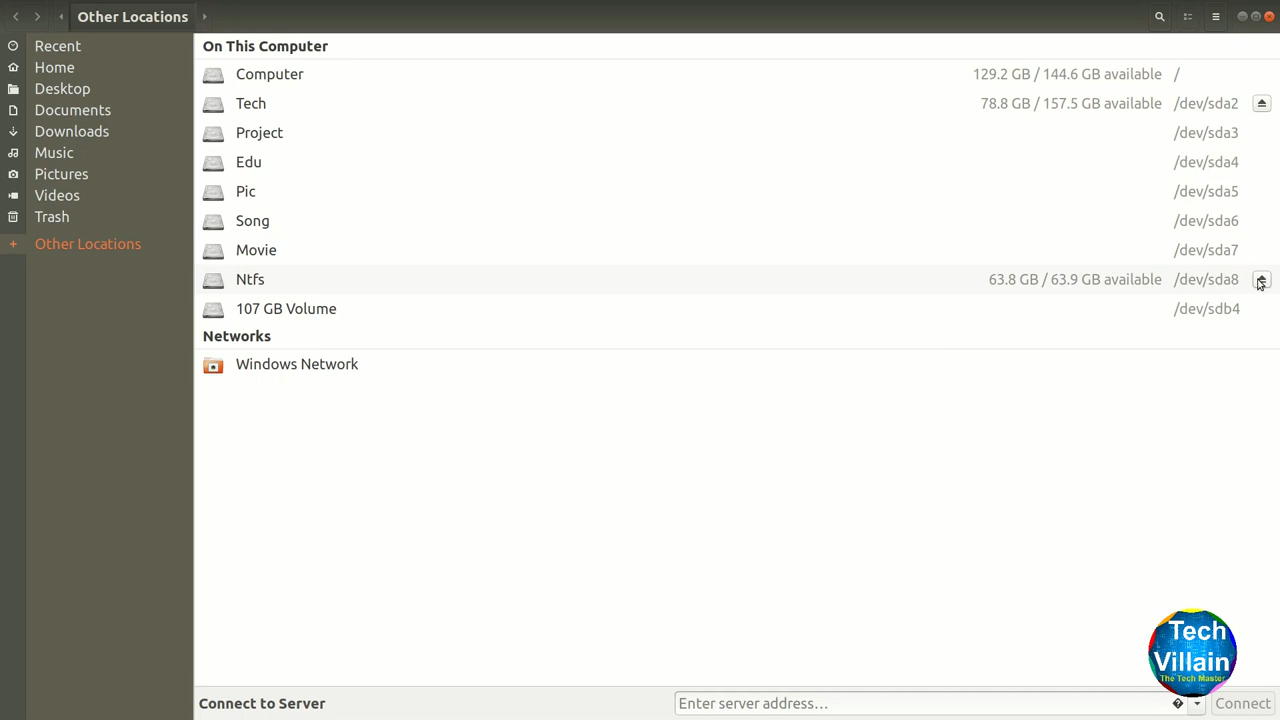 Other Locations
Recent
Home
Desktop
Documents
Downloads
Music
Pictures
Videos
Trash
Other Locations
On This Computer
Computer 129.2 GB / 144.6 GB available /
Tech 78.8 GB / 157.5 GB available /dev/sda2
Project /dev/sda3
Edu /dev/sda4
Pic /dev/sda5
Song /dev/sda6
Movie /dev/sda7
Ntfs 63.8 GB / 63.9 GB available /dev/sda8
107 GB Volume /dev/sdb4
Networks
Windows Network
Tech
Villain
The Tech Master
Connect to Server Enter server address… Connect